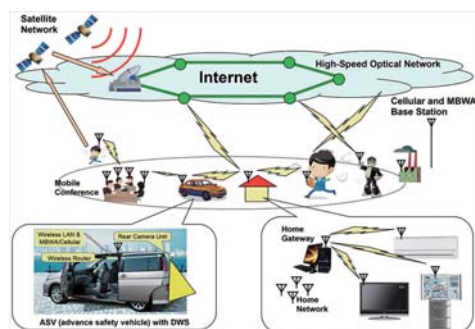 Satellite
Network
Internet
High-Speed Optical Network
Cellular and MBWA
Base Station
Mobile
Conference
Wireless LAN &
MBWA/Cellular
Rear Camera Unit
Wireless Router
ASV (advance safety vehicle) with DWS
Home
Gateway
Home
Network